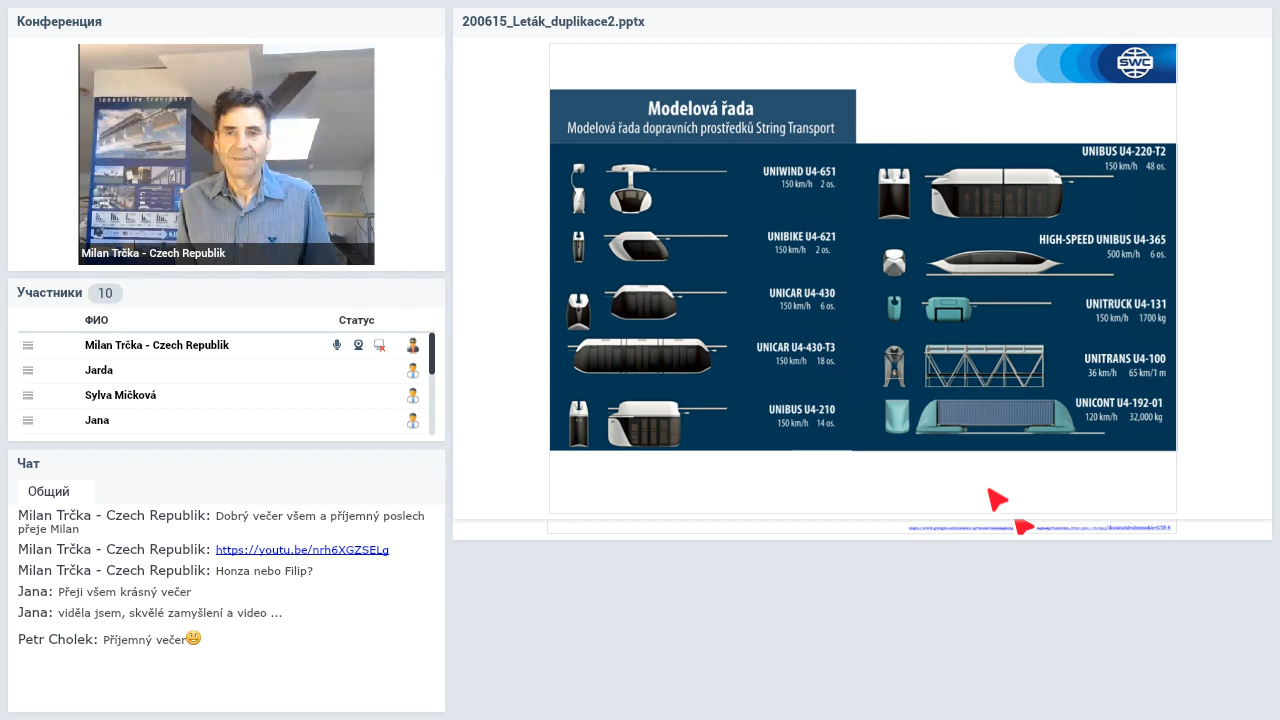 Конференция
innovative transport
Milan Trčka - Czech Republik
Участники 10
ФИО Статус
Milan Trčka - Czech Republik
Jarda
Sylva Mičková
Jana
Чат
Общий
Milan Trčka - Czech Republik: Dobrý večer všem a příjemný poslech
přeje Milan
Milan Trčka - Czech Republik: https://youtu.be/nrh6XGZSELg
Milan Trčka - Czech Republik: Honza nebo Filip?
Jana: Přeji všem krásný večer
Jana: viděla jsem, skvělé zamyšlení a video ...
Petr Cholek: Příjemný večer
200615_Leták_duplikace2.pptx
SWC
Modelová řada
Modelová řada dopravních prostředků String Transport
UNIWIND U4-651
150 km/h 2 os.
UNIBIKE U4-621
150 km/h 2 os.
UNICAR U4-430
150 km/h 6 os.
UNICAR U4-430-T3
150 km/h 18 os.
UNIBUS U4-210
150 km/h 14 os.
UNIBUS U4-220-T2
150 km/h 48 os.
HIGH-SPEED UNIBUS U4-365
500 km/h 6 os.
UNITRUCK U4-131
150 km/h 1700 kg
UNITRANS U4-100
36 km/h 65 km/1 m
UNICONT U4-192-01
120 km/h 32,000 kg